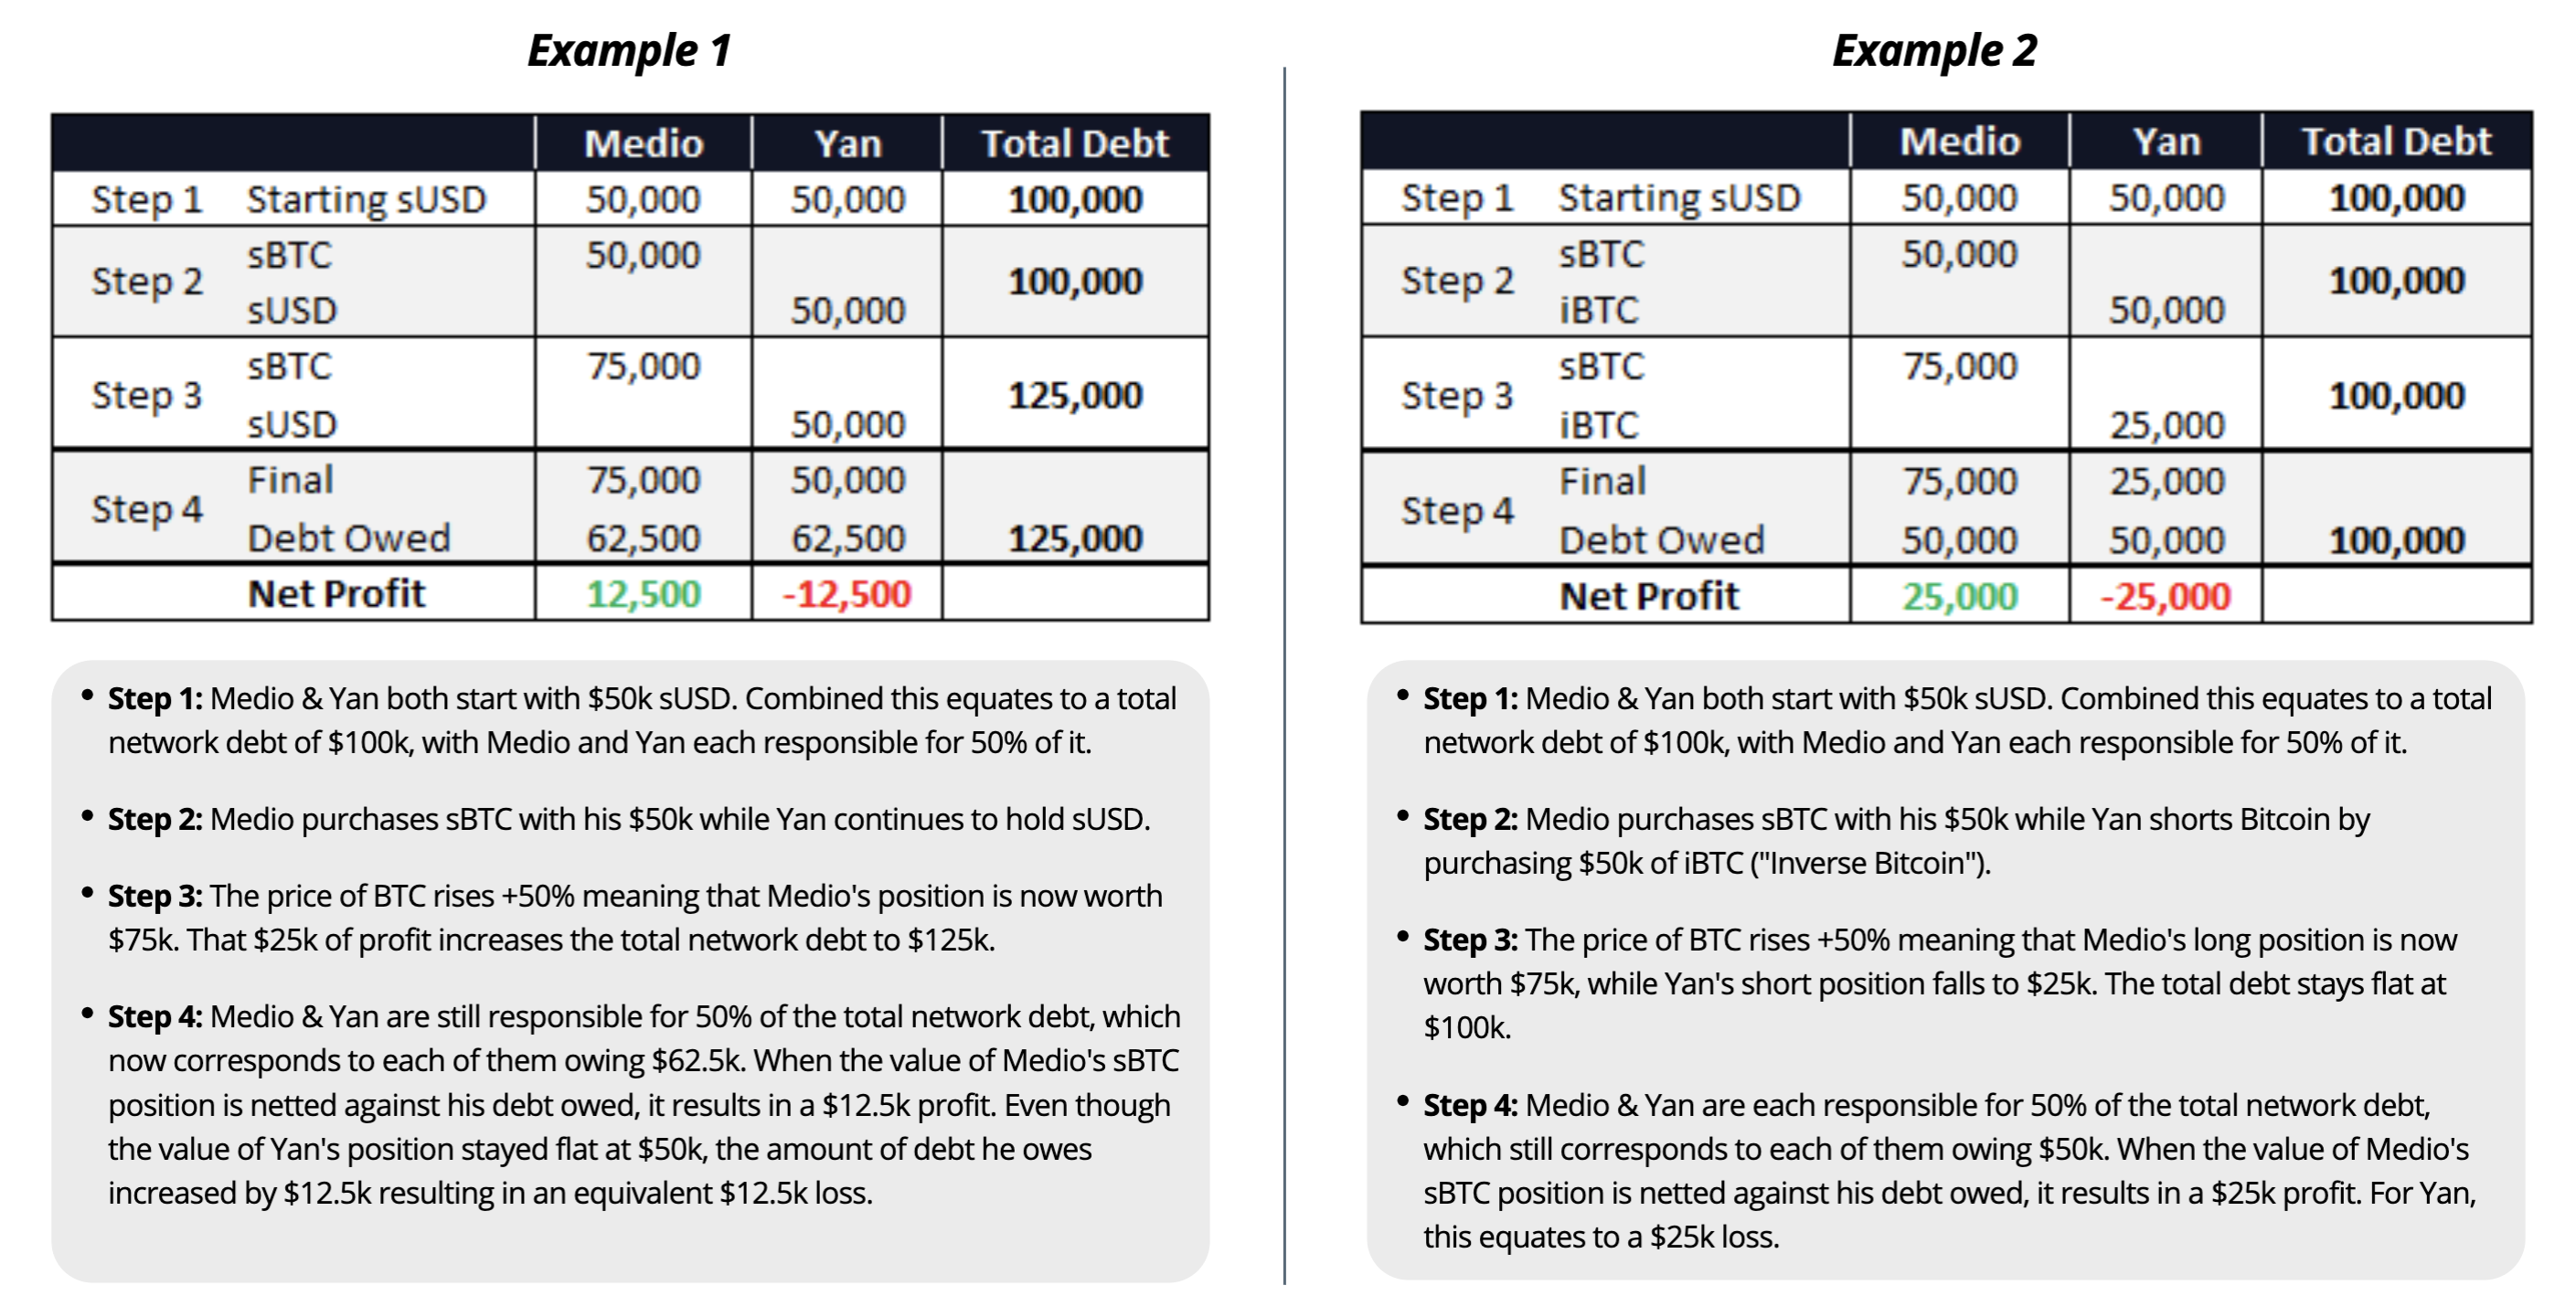 Example 1
Medio Yan Total Debt
Step 1 Starting sUSD 50,000 50,000 100,000
Step 2 sBTC 50,000 100,000
sUSD 50,000
Step 3 sBTC 75,000 125,000
sUSD 50,000
Step 4 Final 75,000 50,000
Debt Owed 62,500 62,500 125,000
Net Profit 12,500 -12,500
• Step 1: Medio & Yan both start with $50k sUSD. Combined this equates to a total
network debt of $100k, with Medio and Yan each responsible for 50% of it.
• Step 2: Medio purchases sBTC with his $50k while Yan continues to hold sUSD.
• Step 3: The price of BTC rises +50% meaning that Medio's position is now worth
$75k. That $25k of profit increases the total network debt to $125k.
• Step 4: Medio & Yan are still responsible for 50% of the total network debt, which
now corresponds to each of them owing $62.5k. When the value of Medio's sBTC
position is netted against his debt owed, it results in a $12.5k profit. Even though
the value of Yan's position stayed flat at $50k, the amount of debt he owes
increased by $12.5k resulting in an equivalent $12.5k loss.
Example 2
Medio Yan Total Debt
Step 1 Starting sUSD 50,000 50,000 100,000
Step 2 sBTC 50,000 100,000
iBTC 50,000
Step 3 sBTC 75,000 100,000
iBTC 25,000
Step 4 Final 75,000 25,000
Debt Owed 50,000 50,000 100,000
Net Profit 25,000 -25,000
• Step 1: Medio & Yan both start with $50k sUSD. Combined this equates to a total
network debt of $100k, with Medio and Yan each responsible for 50% of it.
• Step 2: Medio purchases sBTC with his $50k while Yan shorts Bitcoin by
purchasing $50k of iBTC ("Inverse Bitcoin").
• Step 3: The price of BTC rises +50% meaning that Medio's long position is now
worth $75k, while Yan's short position falls to $25k. The total debt stays flat at
$100k.
• Step 4: Medio & Yan are each responsible for 50% of the total network debt,
which still corresponds to each of them owing $50k. When the value of Medio's
sBTC position is netted against his debt owed, it results in a $25k profit. For Yan,
this equates to a $25k loss.